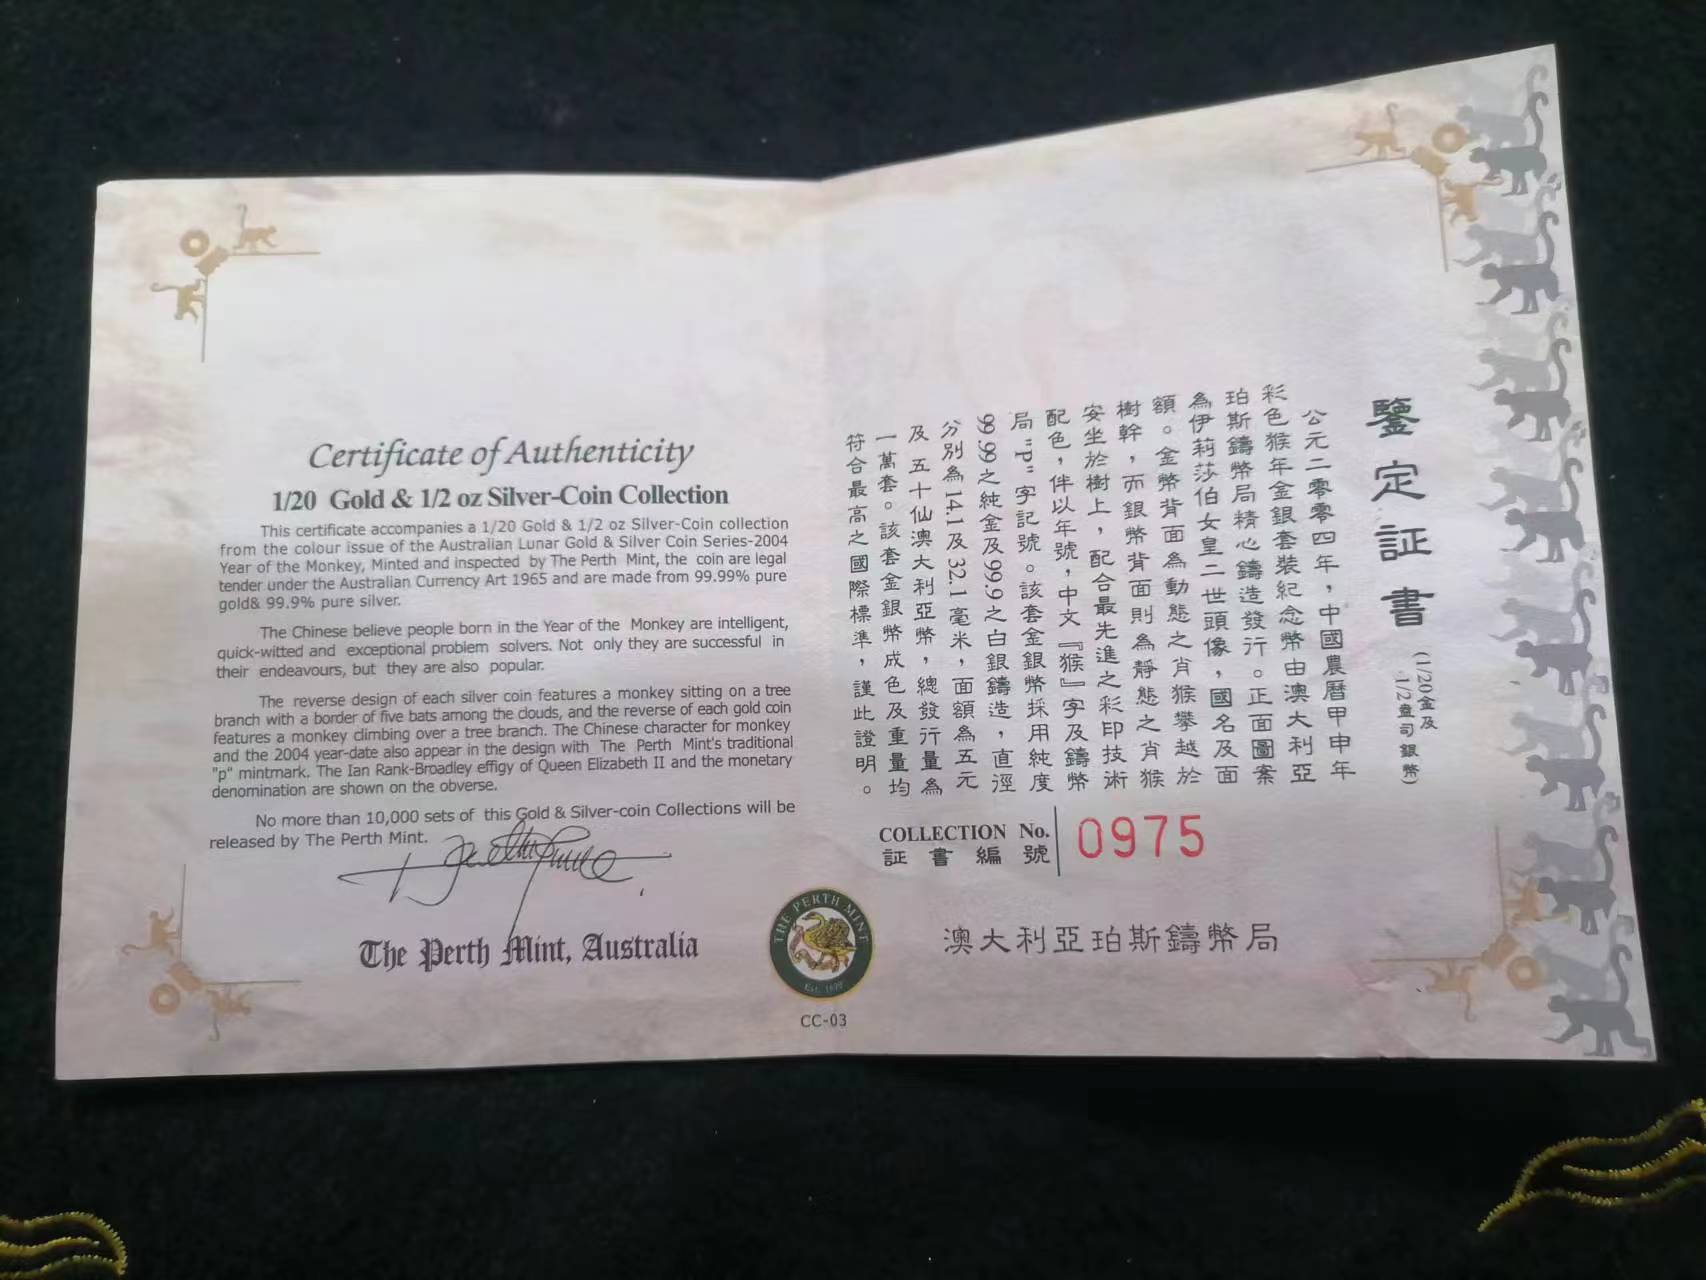 Certificate of Authenticity
1/20 Gold & 1/2 oz Silver-Coin Collection
This certificate accompanies a 1/20 Gold & 1/2 oz Silver-Coin collection
from the colour issue of the Australian Lunar Gold & Silver Coin Series-2004
Year of the Monkey, Minted and inspected by The Perth Mint, the coin are legal
tender under the Australian Currency Art 1965 and are made from 99.99% pure
gold& 99.9% pure silver.
The Chinese believe people born in the Year of the Monkey are intelligent,
quick-witted and exceptional problem solvers. Not only they are successful in
their endeavours, but they are also popular.
The reverse design of each silver coin features a monkey sitting on a tree
branch with a border of five bats among the clouds, and the reverse of each gold coin
features a monkey climbing over a tree branch. The Chinese character for monkey
and the 2004 year-date also appear in the design with The Perth Mint's traditional
"p" mintmark. The Ian Rank-Broadley effigy of Queen Elizabeth II and the monetary
denomination are shown on the obverse.
No more than 10,000 sets of this Gold & Silver-coin Collections will be
released by The Perth Mint.
The Perth Mint, Australia
THE PERTH MINT
Est. 1899
CC-03
鑒定証書
(1/20金及
1/2盎司銀幣)
公元二零零四年，中國農曆甲申年
彩色猴年金銀套裝紀念幣由澳大利亞
珀斯鑄幣局精心鑄造發行。正面圖案
為伊莉莎伯女皇二世頭像，國名及面
額。金幣背面為動態之肖猴攀越於
樹幹，而銀幣背面則為靜態之肖猴
安坐於樹上，配合最先進之彩印技術
配色，伴以年號，中文『猴』字及鑄幣
局"P"字記號。該套金銀幣採用純度
99.99之純金及99.9之白銀鑄造，直徑
分別為14.1及32.1毫米，面額為五元
及五十仙澳大利亞幣，總發行量為
一萬套。該套金銀幣成色及重量均
符合最高之國際標準，謹此證明。
COLLECTION No.
証書編號
0975
澳大利亞珀斯鑄幣局